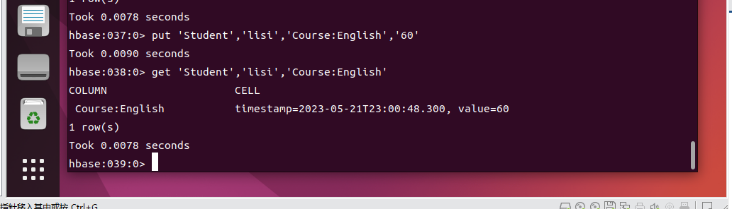 1 row(s)
Took 0.0078 seconds
hbase:037:0> put 'Student','lisi','Course:English','60'
Took 0.0090 seconds
hbase:038:0> get 'Student','lisi','Course:English'
COLUMN CELL
Course:English timestamp=2023-05-21T23:00:48.300, value=60
1 row(s)
Took 0.0078 seconds
hbase:039:0>
Ctrl+G